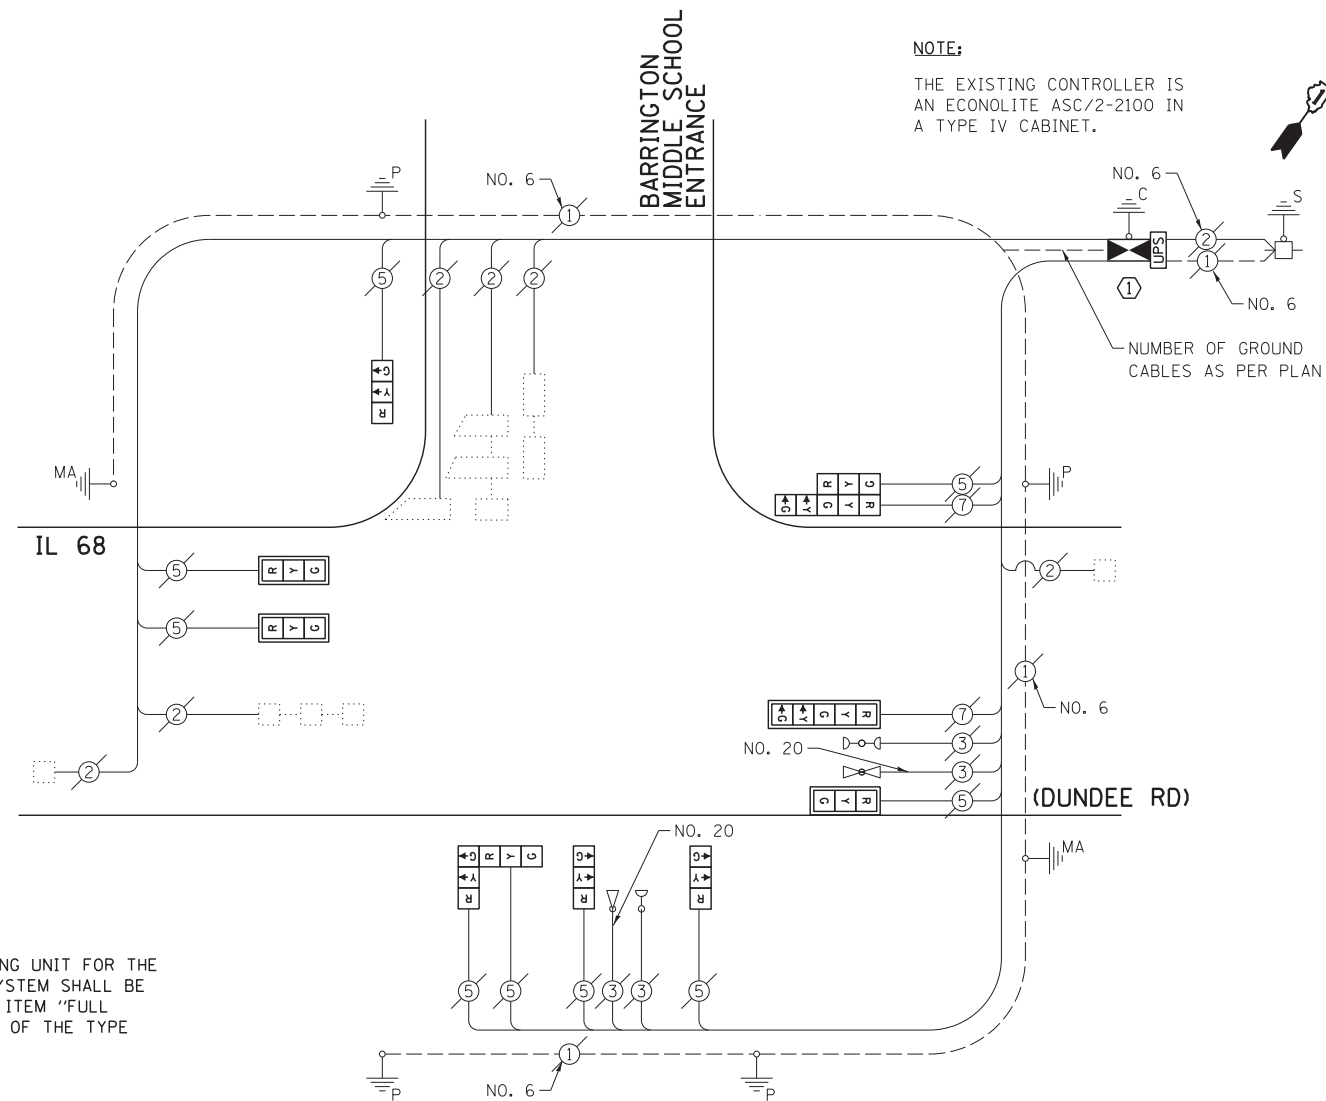 BARRINGTON
MIDDLE SCHOOL
ENTRANCE
NOTE:
THE EXISTING CONTROLLER IS
AN ECONOLITE ASC/2-2100 IN
A TYPE IV CABINET.
P
NO. 6
1
NO. 6
C
S
2
UPS
1
1
NO. 6
5
2
2
2
NUMBER OF GROUND
CABLES AS PER PLAN
G
Y
R
MA
R Y G
5
P
G Y G Y R
7
IL 68
5
R Y G
2
5
R Y G
1
NO. 6
2
G Y G Y R
7
3
NO. 20
3
2
G Y R
5
(DUNDEE RD)
NO. 20
MA
G R Y G
Y
R
G
Y
R
G
Y
R
NG UNIT FOR THE
YSTEM SHALL BE
ITEM "FULL
OF THE TYPE
5
5
5
3
3
5
1
NO. 6
P
P